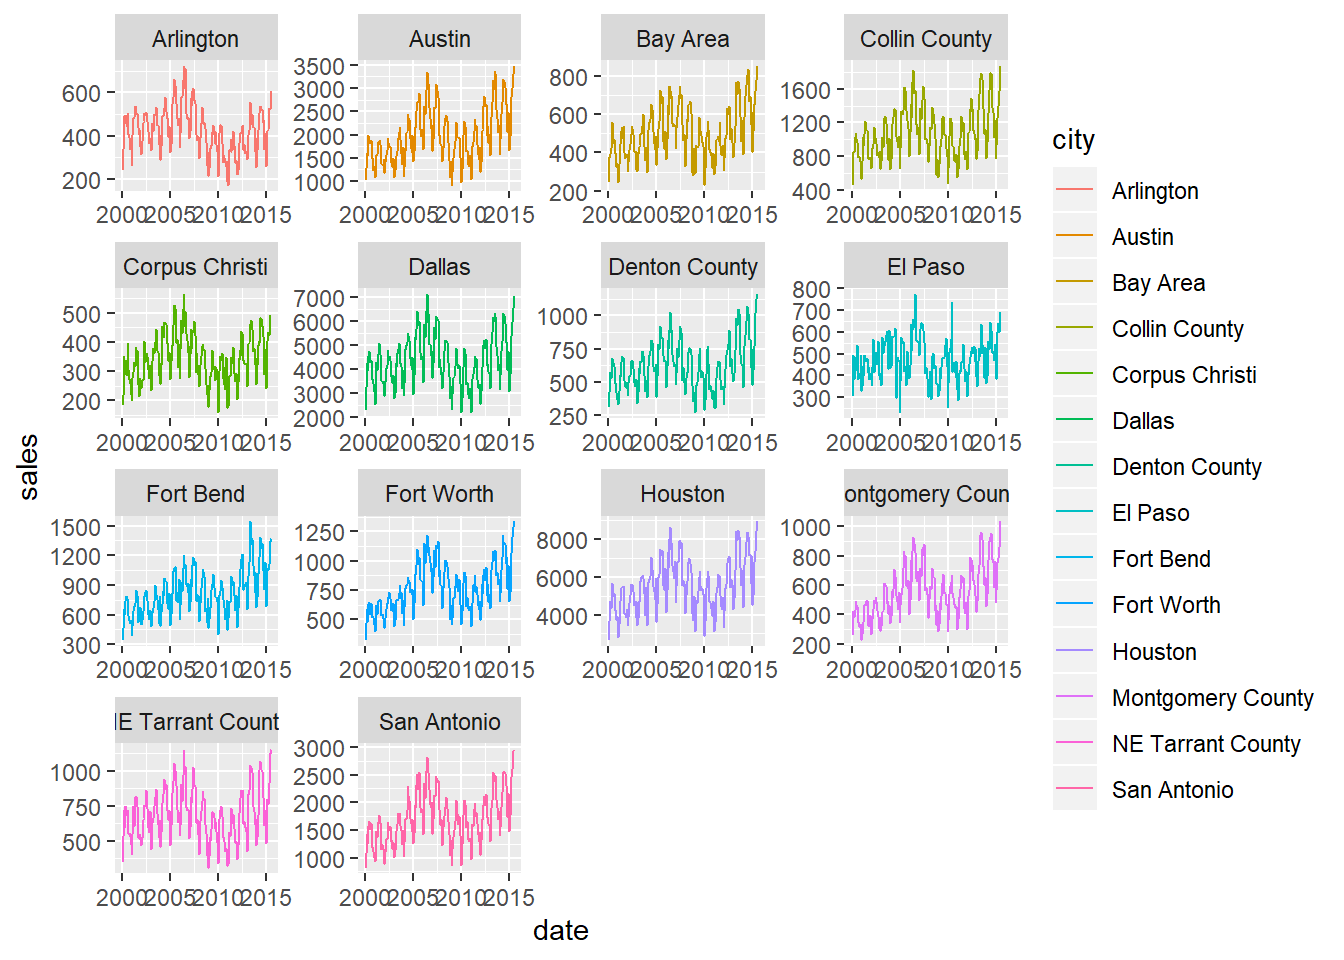 Arlington Austin Bay Area Collin County
600
400
200
3500
3000
2500
2000
1500
1000
800
600
400
200
1600
1200
800
400
2000 2005 2010 2015 2000 2005 2010 2015 2000 2005 2010 2015 2000 2005 2010 2015
Corpus Christi Dallas Denton County El Paso
500
400
300
200
7000
6000
5000
4000
3000
2000
1000
750
500
250
800
700
600
500
400
300
2000 2005 2010 2015 2000 2005 2010 2015 2000 2005 2010 2015 2000 2005 2010 2015
sales
Fort Bend Fort Worth Houston ontgomery Coun
1500
1200
900
600
300
1250
1000
750
500
8000
6000
4000
1000
800
600
400
200
2000 2005 2010 2015 2000 2005 2010 2015 2000 2005 2010 2015 2000 2005 2010 2015
NE Tarrant Count San Antonio
1000
750
500
3000
2500
2000
1500
1000
2000 2005 2010 2015 2000 2005 2010 2015
date
city
Arlington
Austin
Bay Area
Collin County
Corpus Christi
Dallas
Denton County
El Paso
Fort Bend
Fort Worth
Houston
Montgomery County
NE Tarrant County
San Antonio